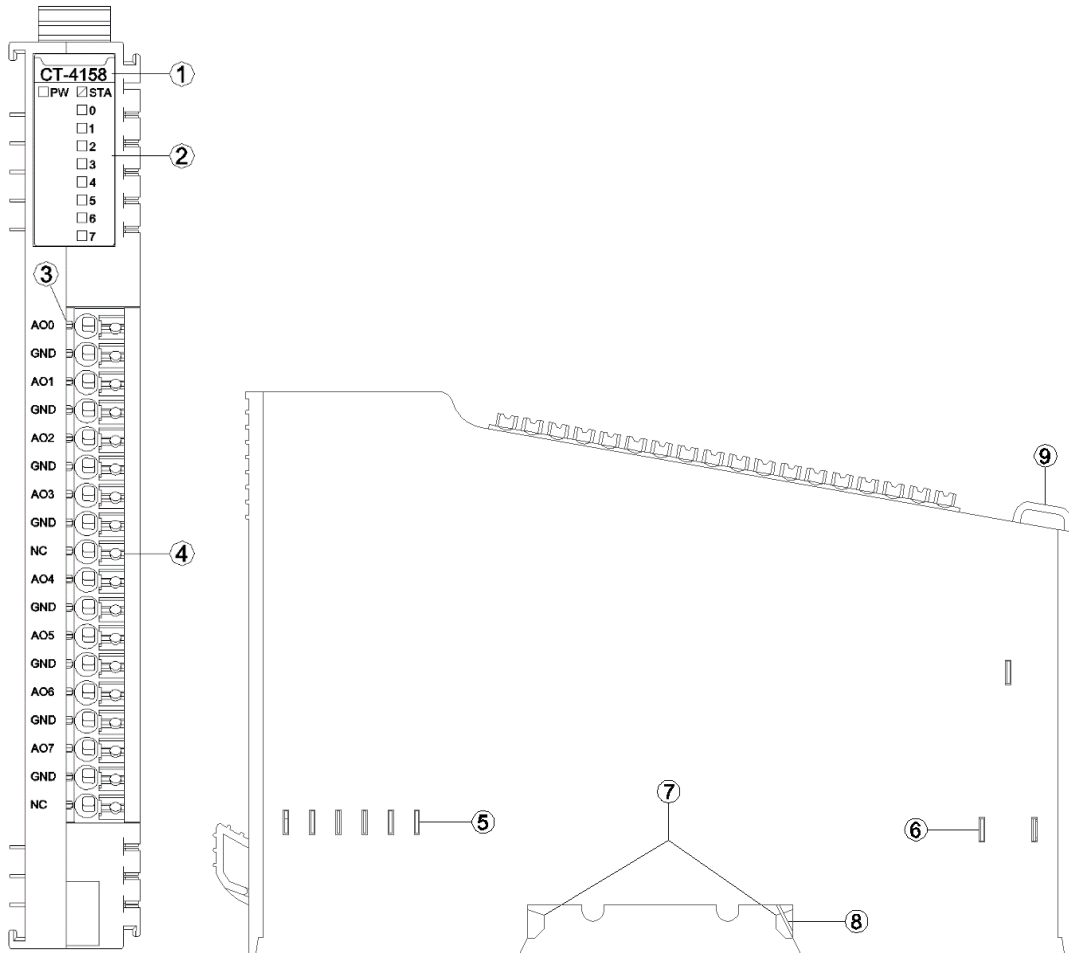 CT-4158
①
PW STA
0
1
2
②
3
4
5
6
7
③
AO0
GND
AO1
GND
AO2
GND
AO3
GND
NC
④
AO4
GND
AO5
GND
AO6
GND
AO7
GND
NC
⑨
⑦
⑤
⑥
⑧